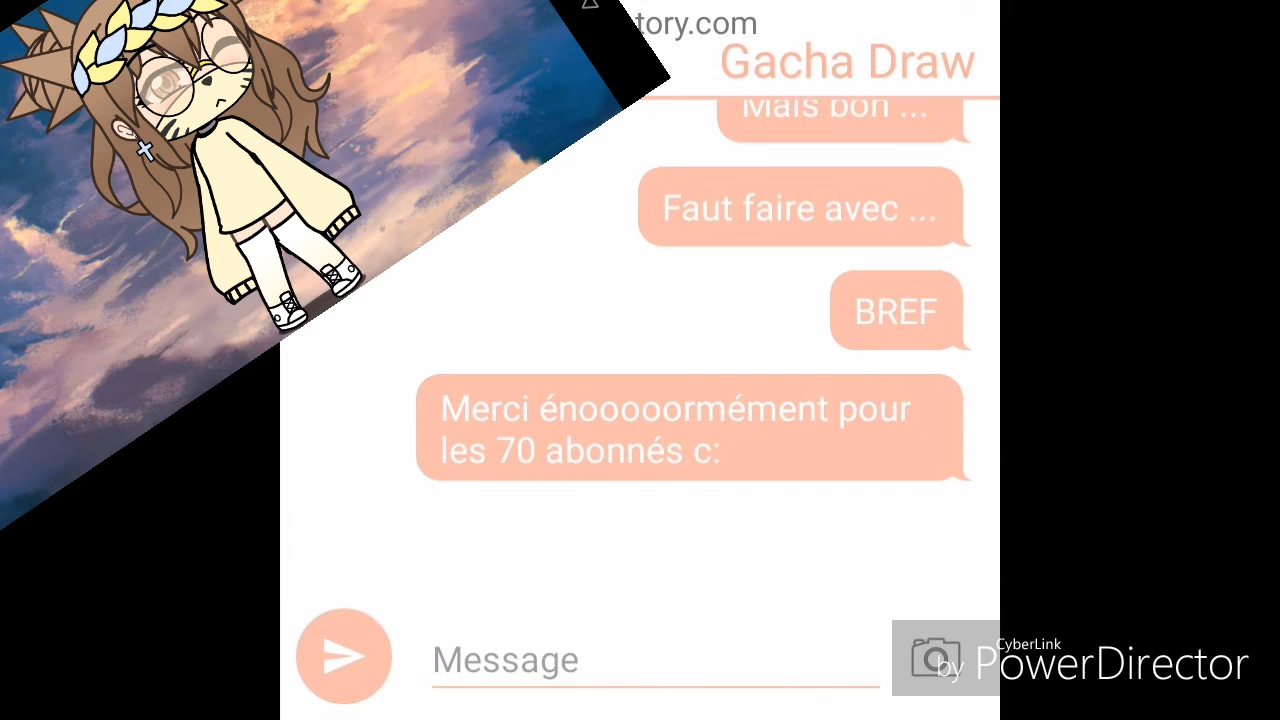 tory.com
Gacha Draw
Mais bon ...
Faut faire avec ...
BREF
Merci énooooormément pour
les 70 abonnés c:
Message
CyberLink
by PowerDirector